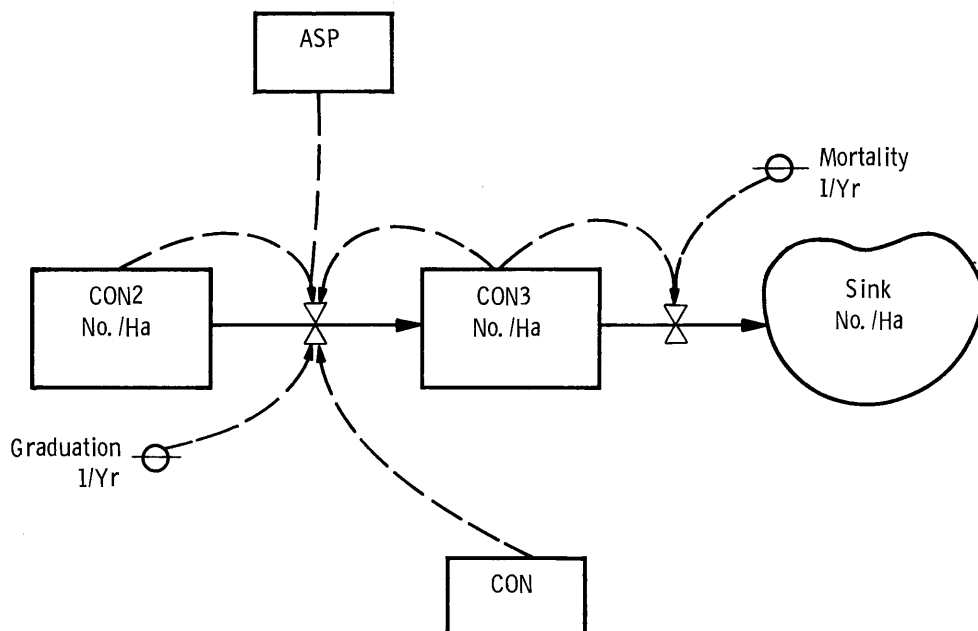 ASP
Mortality
1/Yr
CON2
No./Ha
CON3
No./Ha
Sink
No./Ha
Graduation
1/Yr
CON